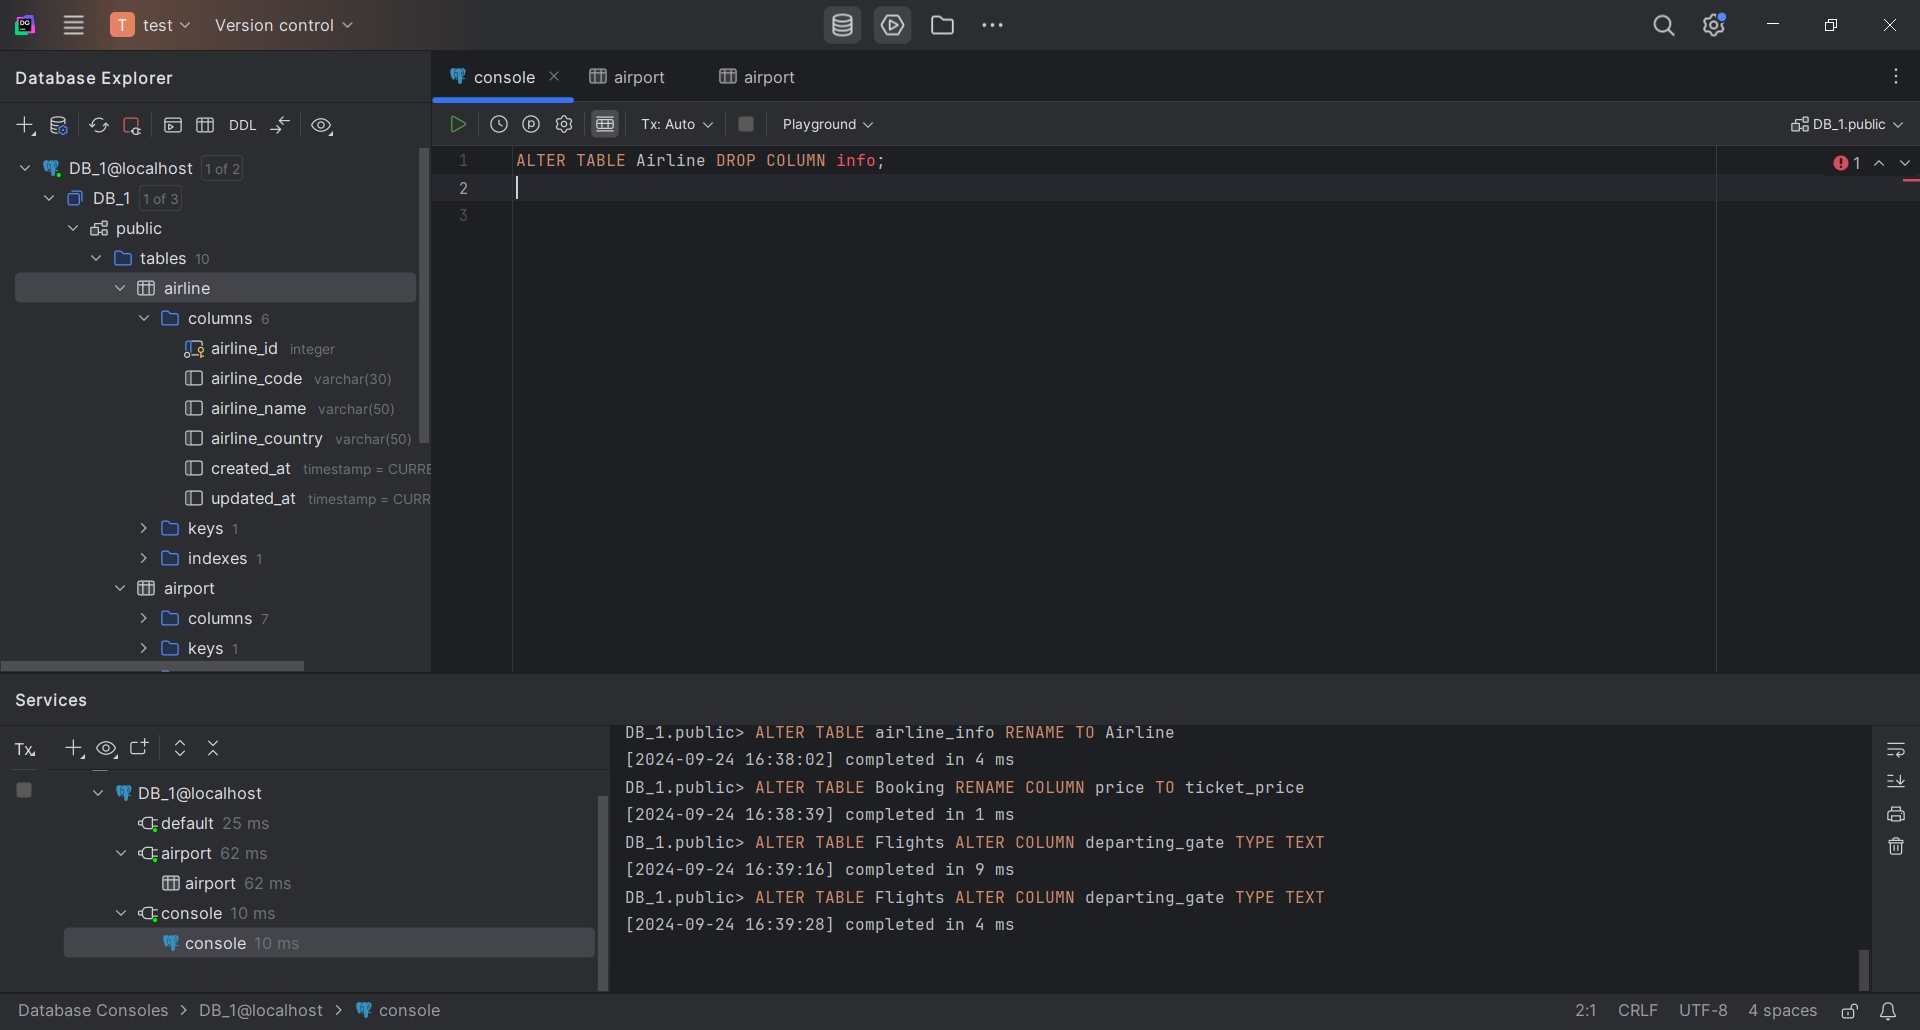 T test Version control
Database Explorer
console airport airport
DDL
Tx: Auto Playground DB_1.public
DB_1@localhost 1 of 2
DB_1 1 of 3
public
tables 10
airline
columns 6
airline_id integer
airline_code varchar(30)
airline_name varchar(50)
airline_country varchar(50)
created_at timestamp = CURRE
updated_at timestamp = CURR
keys 1
indexes 1
airport
columns 7
keys 1
1 ALTER TABLE Airline DROP COLUMN info; 1
2
3
Services
Tx
DB_1@localhost
default 25 ms
airport 62 ms
airport 62 ms
console 10 ms
console 10 ms
DB_1.public> ALTER TABLE airline_info RENAME TO Airline
[2024-09-24 16:38:02] completed in 4 ms
DB_1.public> ALTER TABLE Booking RENAME COLUMN price TO ticket_price
[2024-09-24 16:38:39] completed in 1 ms
DB_1.public> ALTER TABLE Flights ALTER COLUMN departing_gate TYPE TEXT
[2024-09-24 16:39:16] completed in 9 ms
DB_1.public> ALTER TABLE Flights ALTER COLUMN departing_gate TYPE TEXT
[2024-09-24 16:39:28] completed in 4 ms
Database Consoles > DB_1@localhost > console
2:1 CRLF UTF-8 4 spaces